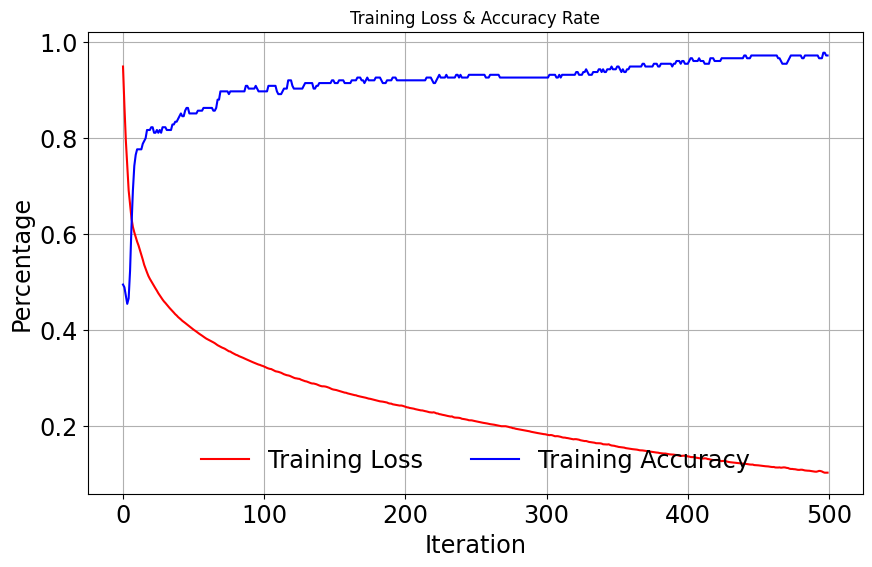 Training Loss & Accuracy Rate
1.0
0.8
0.6
0.4
0.2
Percentage
Training Loss
Training Accuracy
0
100
200
300
400
500
Iteration